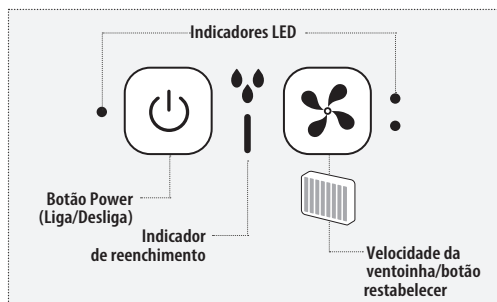 Indicadores LED
Botão Power
(Liga/Desliga)
Indicador
de reenchimento
Velocidade da
ventoinha/botão
restabelecer